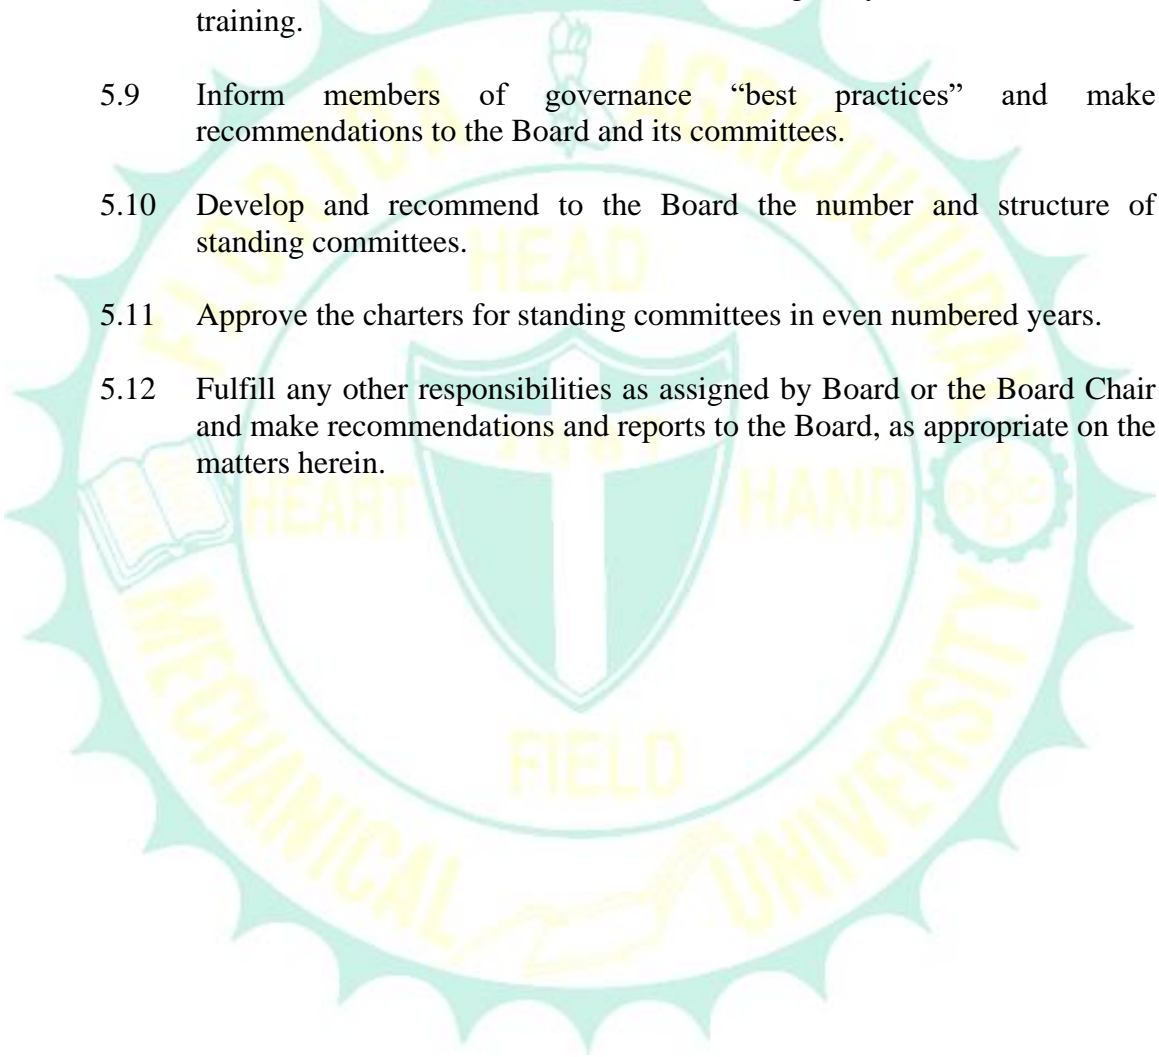 training.
5.9 Inform members of governance “best practices” and make
recommendations to the Board and its committees.
5.10 Develop and recommend to the Board the number and structure of
standing committees.
5.11 Approve the charters for standing committees in even numbered years.
5.12 Fulfill any other responsibilities as assigned by Board or the Board Chair
and make recommendations and reports to the Board, as appropriate on the
matters herein.
FLORIDA AGRICULTURAL
HEAD
HEART HAND
FIELD
MECHANICAL UNIVERSITY